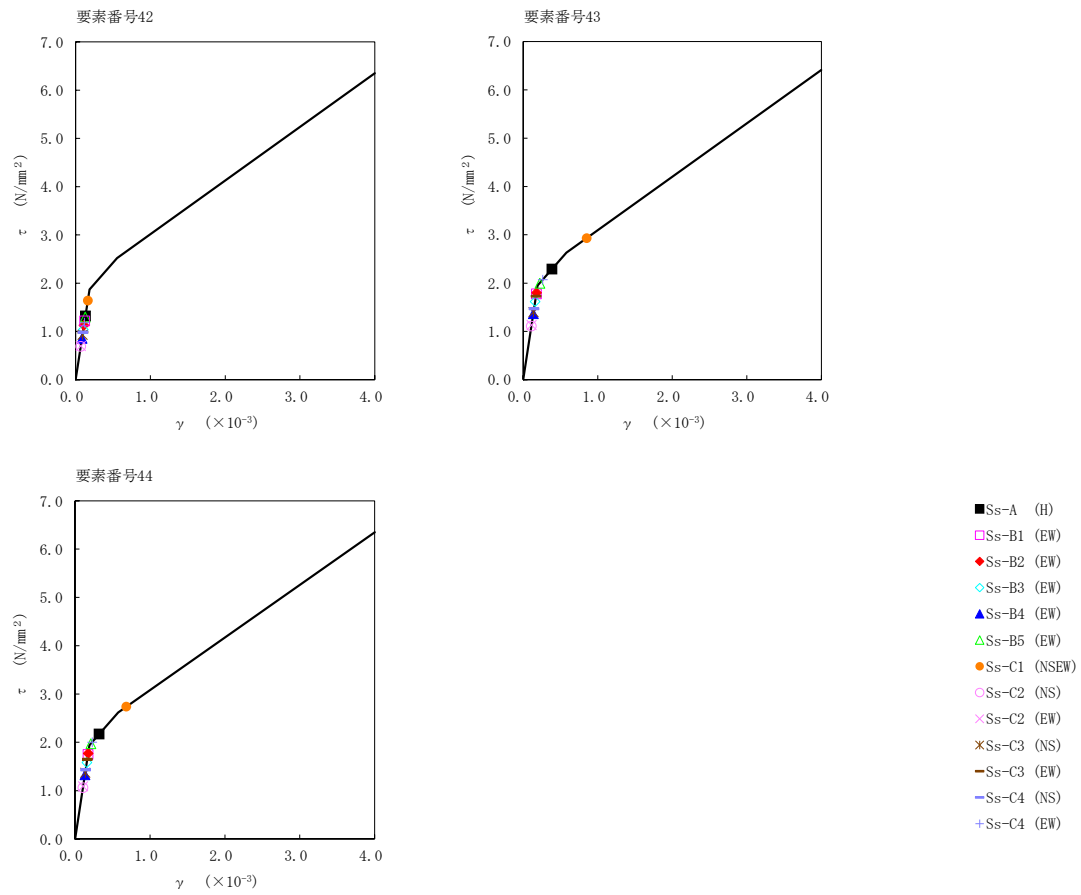 要素番号42
7.0
6.0
5.0
4.0
3.0
2.0
1.0
0.0
τ (N/mm²)
0.0 1.0 2.0 3.0 4.0
γ (×10⁻³)
要素番号43
7.0
6.0
5.0
4.0
3.0
2.0
1.0
0.0
τ (N/mm²)
0.0 1.0 2.0 3.0 4.0
γ (×10⁻³)
要素番号44
7.0
6.0
5.0
4.0
3.0
2.0
1.0
0.0
τ (N/mm²)
0.0 1.0 2.0 3.0 4.0
γ (×10⁻³)
Ss-A (H)
Ss-B1 (EW)
Ss-B2 (EW)
Ss-B3 (EW)
Ss-B4 (EW)
Ss-B5 (EW)
Ss-C1 (NSEW)
Ss-C2 (NS)
Ss-C2 (EW)
Ss-C3 (NS)
Ss-C3 (EW)
Ss-C4 (NS)
Ss-C4 (EW)